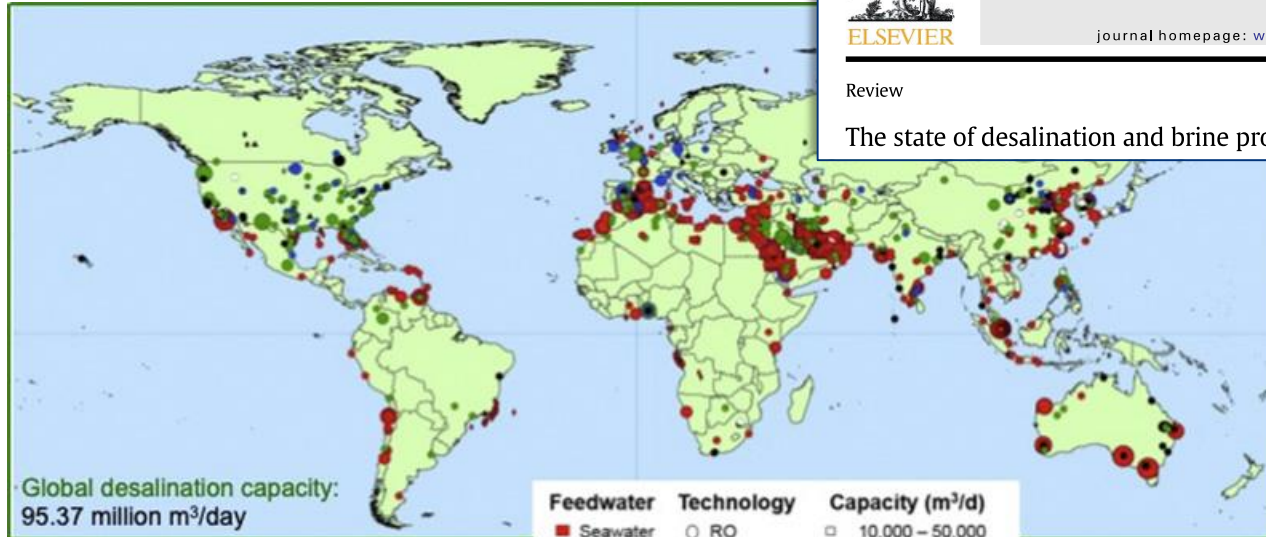 ELSEVIER
journal homepage: w
Review
The state of desalination and brine pro
Global desalination capacity:
95.37 million m³/day
Feedwater Technology Capacity (m³/d)
Seawater RO 10,000 – 50,000